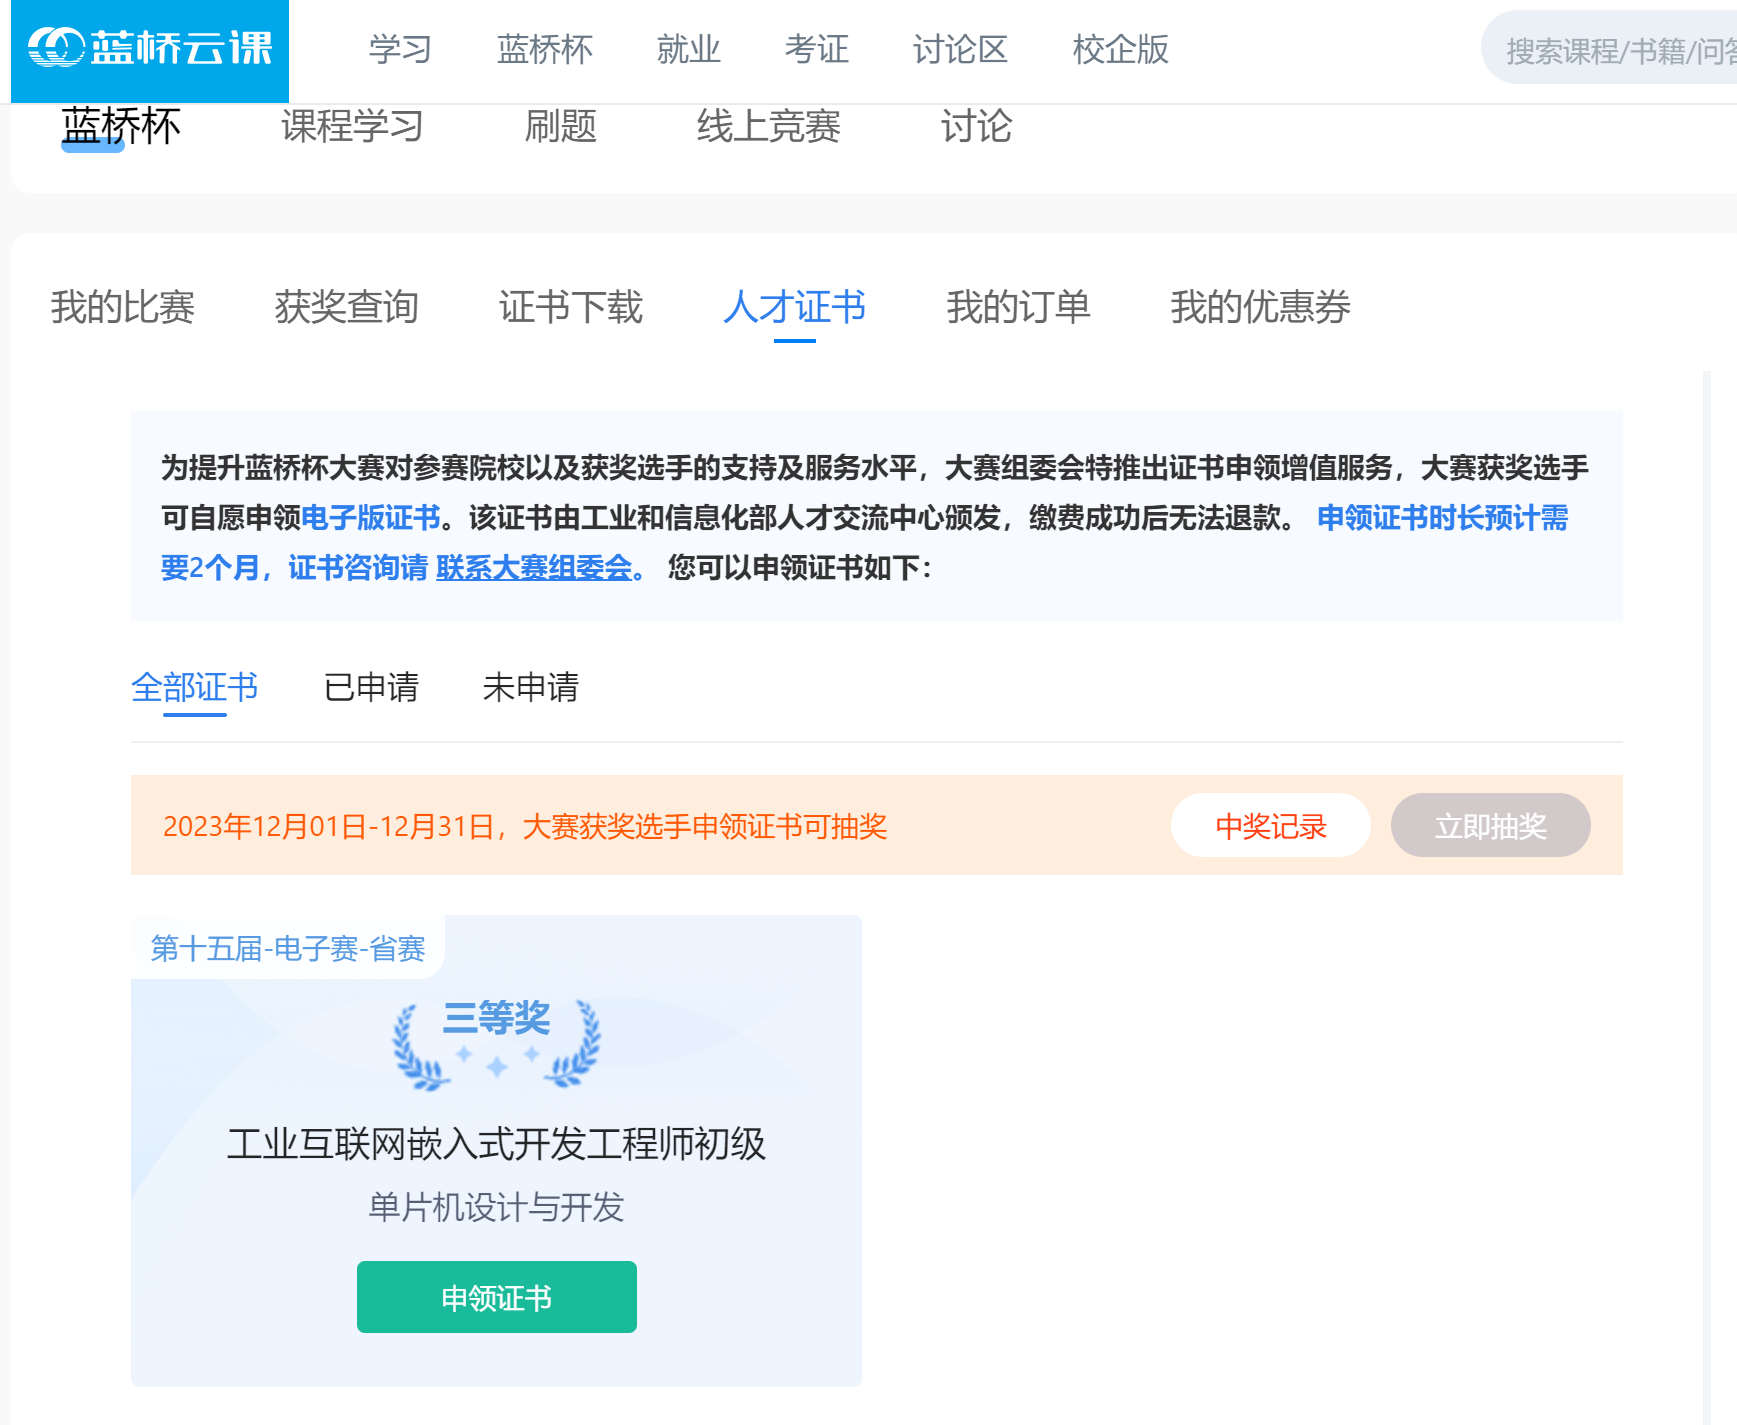 蓝桥云课
学习 蓝桥杯 就业 考证 讨论区 校企版
搜索课程/书籍/问答
蓝桥杯 课程学习 刷题 线上竞赛 讨论
我的比赛 获奖查询 证书下载 人才证书 我的订单 我的优惠券
为提升蓝桥杯大赛对参赛院校以及获奖选手的支持及服务水平，大赛组委会特推出证书申领增值服务，大赛获奖选手
可自愿申领电子版证书。该证书由工业和信息化部人才交流中心颁发，缴费成功后无法退款。 申领证书时长预计需
要2个月，证书咨询请 联系大赛组委会。 您可以申领证书如下：
全部证书 已申请 未申请
2023年12月01日-12月31日，大赛获奖选手申领证书可抽奖 中奖记录 立即抽奖
第十五届-电子赛-省赛
三等奖
工业互联网嵌入式开发工程师初级
单片机设计与开发
申领证书